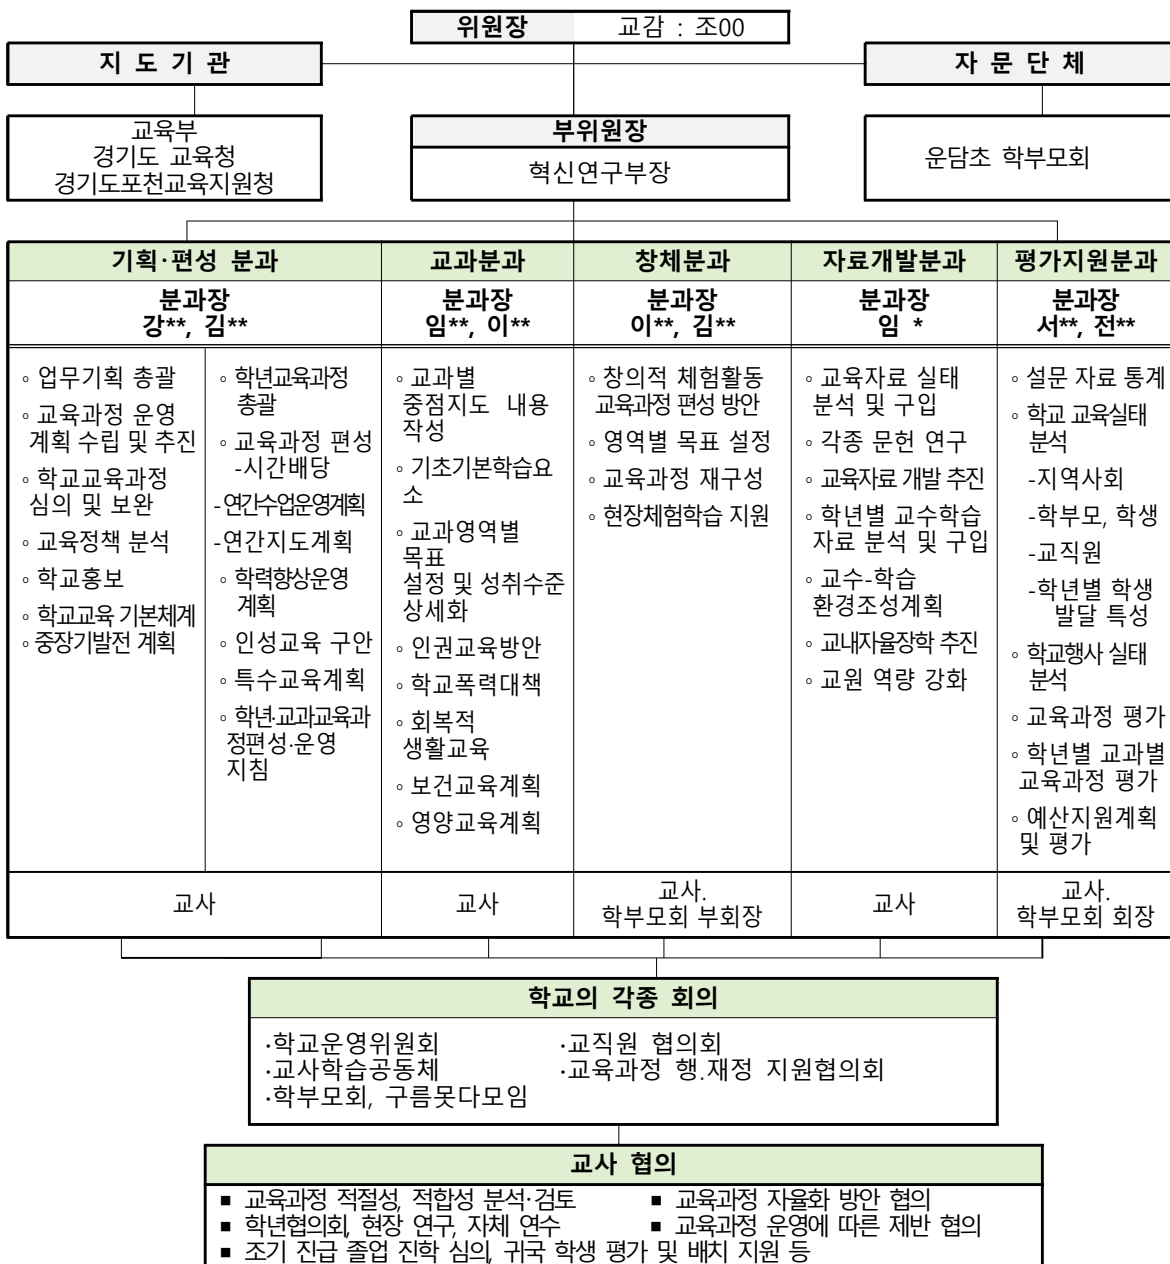 위원장 교감 : 조00
지 도 기 관
자 문 단 체
교육부
경기도 교육청
경기도포천교육지원청
부위원장
혁신연구부장
운담초 학부모회
기획·편성 분과
분과장
강**, 김**
◦ 업무기획 총괄
◦ 교육과정 운영
계획 수립 및 추진
◦ 학교교육과정
심의 및 보완
◦ 교육정책 분석
◦ 학교홍보
◦ 학교교육 기본체계
◦ 중장기발전 계획
◦ 학년교육과정
총괄
◦ 교육과정 편성
-시간배당
-연간수업운영계획
-연간지도계획
◦ 학력향상운영
계획
◦ 인성교육 구안
◦ 특수교육계획
◦ 학년·교과교육과
정편성·운영
지침
교사
교과분과
분과장
임**, 이**
◦ 교과별
중점지도 내용
작성
◦ 기초기본학습요
소
◦ 교과영역별
목표
설정 및 성취수준
상세화
◦ 인권교육방안
◦ 학교폭력대책
◦ 회복적
생활교육
◦ 보건교육계획
◦ 영양교육계획
교사
창체분과
분과장
이**, 김**
◦ 창의적 체험활동
교육과정 편성 방안
◦ 영역별 목표 설정
◦ 교육과정 재구성
◦ 현장체험학습 지원
교사.
학부모회 부회장
자료개발분과
분과장
임 *
◦ 교육자료 실태
분석 및 구입
◦ 각종 문헌 연구
◦ 교육자료 개발 추진
◦ 학년별 교수학습
자료 분석 및 구입
◦ 교수-학습
환경조성계획
◦ 교내자율장학 추진
◦ 교원 역량 강화
교사
평가지원분과
분과장
서**, 전**
◦ 설문 자료 통계
◦ 학교 교육실태
분석
-지역사회
-학부모, 학생
-교직원
-학년별 학생
발달 특성
◦ 학교행사 실태
분석
◦ 교육과정 평가
◦ 학년별 교과별
교육과정 평가
◦ 예산지원계획
및 평가
교사.
학부모회 회장
학교의 각종 회의
·학교운영위원회 ·교직원 협의회
·교사학습공동체 ·교육과정 행.재정 지원협의회
·학부모회, 구름못다모임
교사 협의
▪ 교육과정 적절성, 적합성 분석·검토 ▪ 교육과정 자율화 방안 협의
▪ 학년협의회, 현장 연구, 자체 연수 ▪ 교육과정 운영에 따른 제반 협의
▪ 조기 진급 졸업 진학 심의, 귀국 학생 평가 및 배치 지원 등